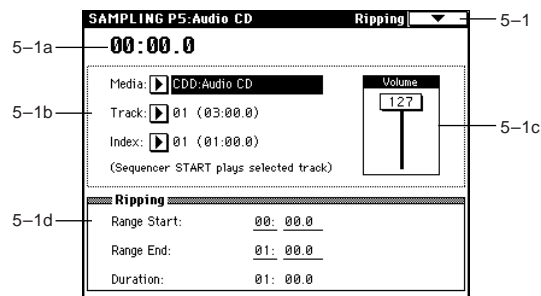 SAMPLING P5:Audio CD Ripping
5-1
5-1a
00:00.0
Media: CDD:Audio CD
Volume
127
5-1b
Track: 01 (03:00.0)
5-1c
Index: 01 (01:00.0)
(Sequencer START plays selected track)
Ripping
5-1d
Range Start: 00: 00.0
Range End: 01: 00.0
Duration: 01: 00.0